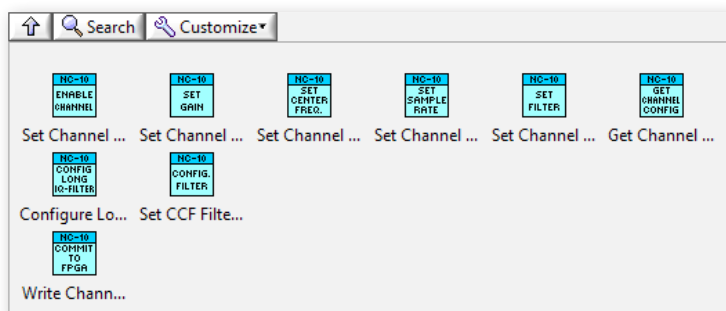 Search Customize
NC-10 NC-10 NC-10 NC-10 NC-10 NC-10
ENABLE CHANNEL SET GAIN SET CENTER FREQ. SET SAMPLE RATE SET FILTER GET CHANNEL CONFIG
Set Channel ... Set Channel ... Set Channel ... Set Channel ... Set Channel ... Get Channel ...
NC-10 NC-10
CONFIG LONG IQ-FILTER CONFIG. FILTER
Configure Lo... Set CCF Filte...
NC-10
COMMIT
TO
FPGA
Write Chann...